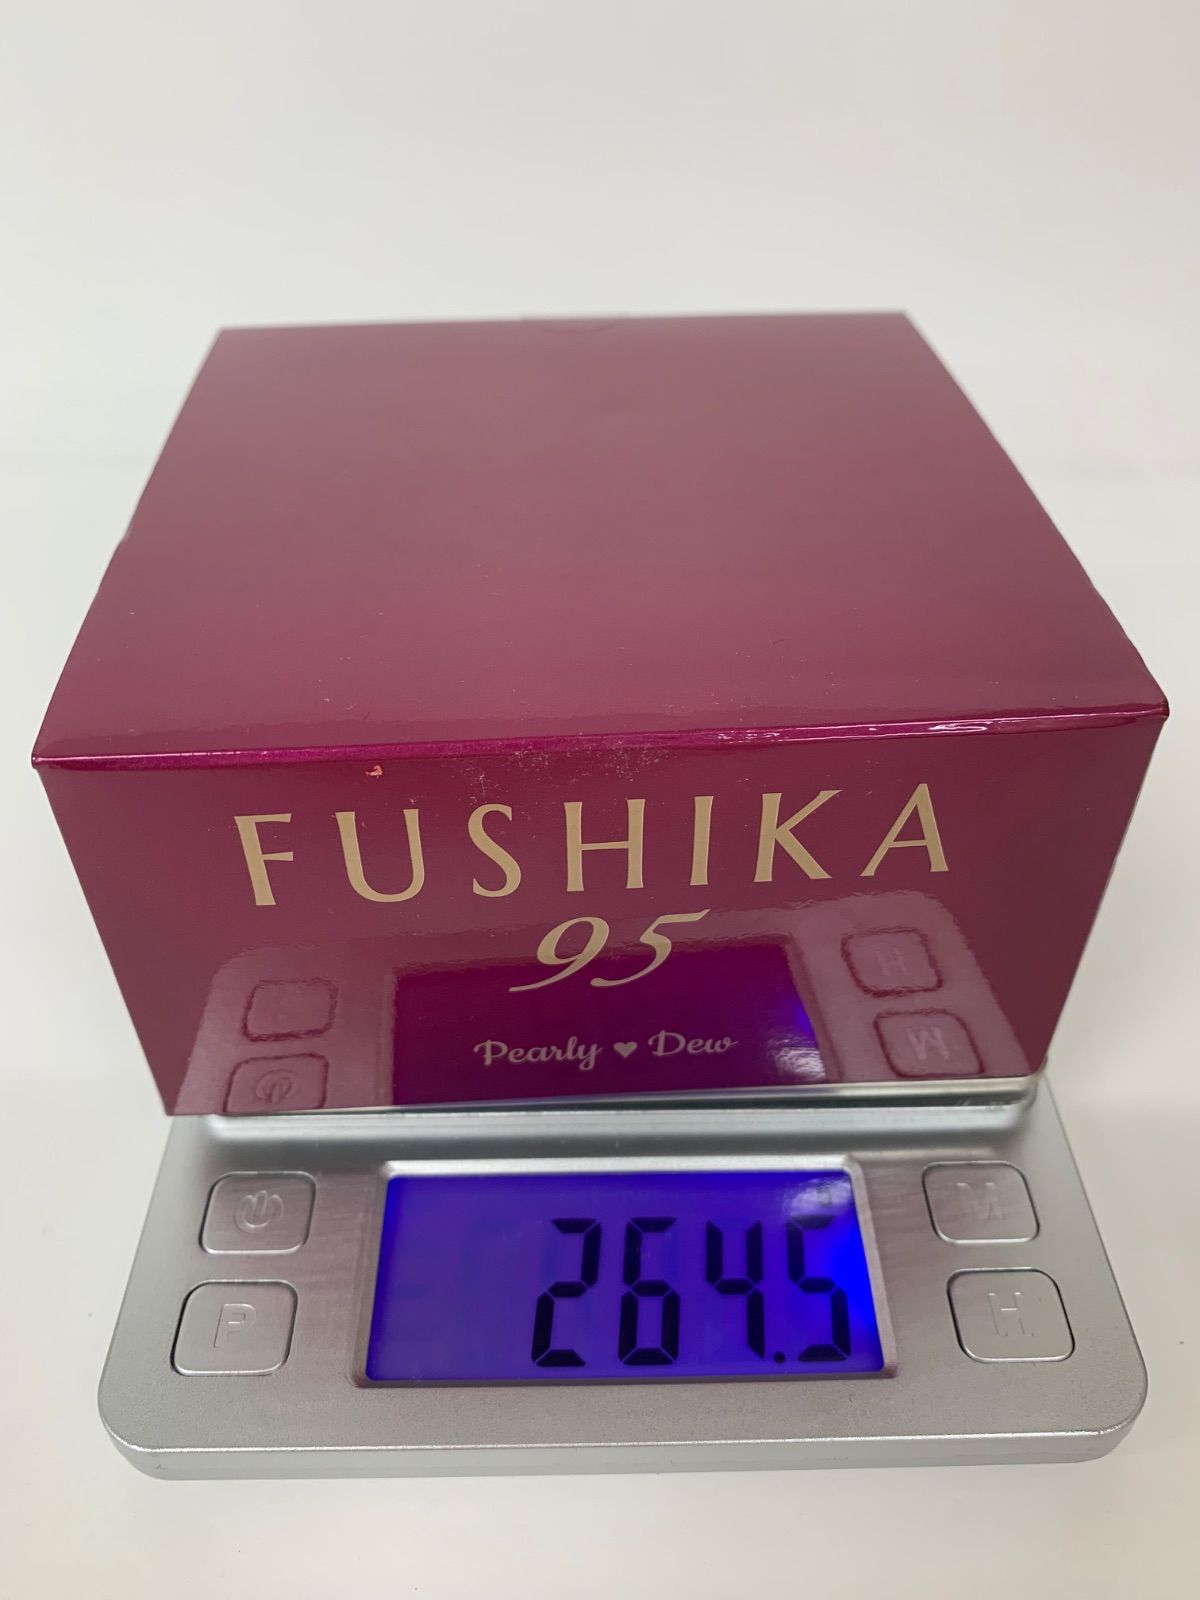 FUSHIKA
95
Pearly ♥ Dew
264.5
M
P
H